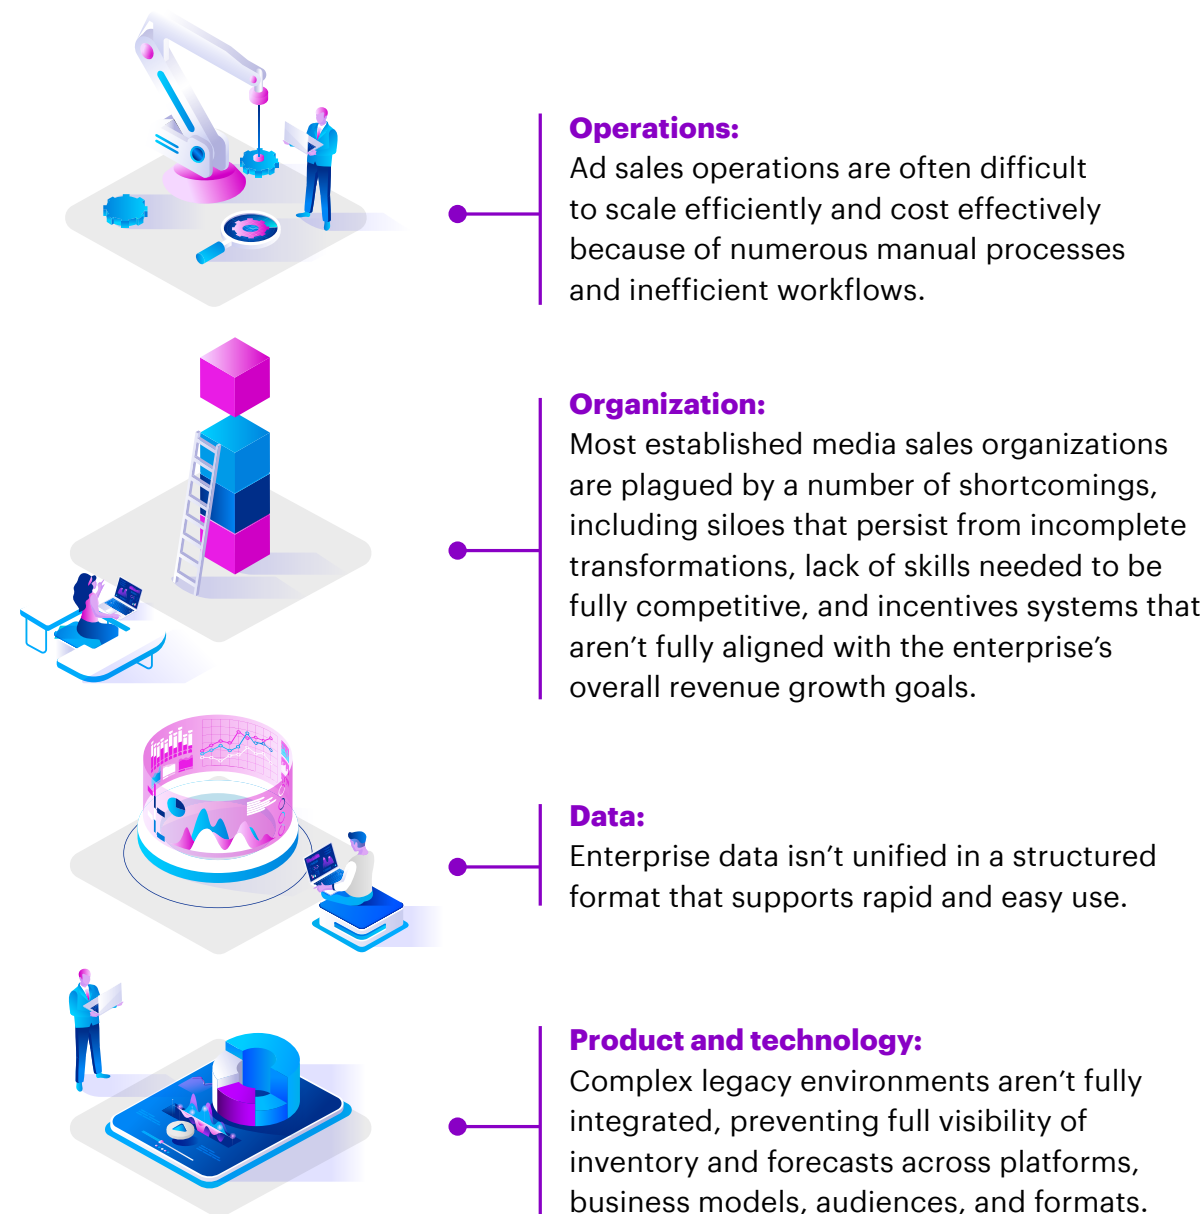 Operations:
Ad sales operations are often difficult
to scale efficiently and cost effectively
because of numerous manual processes
and inefficient workflows.
Organization:
Most established media sales organizations
are plagued by a number of shortcomings,
including siloes that persist from incomplete
transformations, lack of skills needed to be
fully competitive, and incentives systems that
aren’t fully aligned with the enterprise’s
overall revenue growth goals.
Data:
Enterprise data isn’t unified in a structured
format that supports rapid and easy use.
Product and technology:
Complex legacy environments aren’t fully
integrated, preventing full visibility of
inventory and forecasts across platforms,
business models, audiences, and formats.